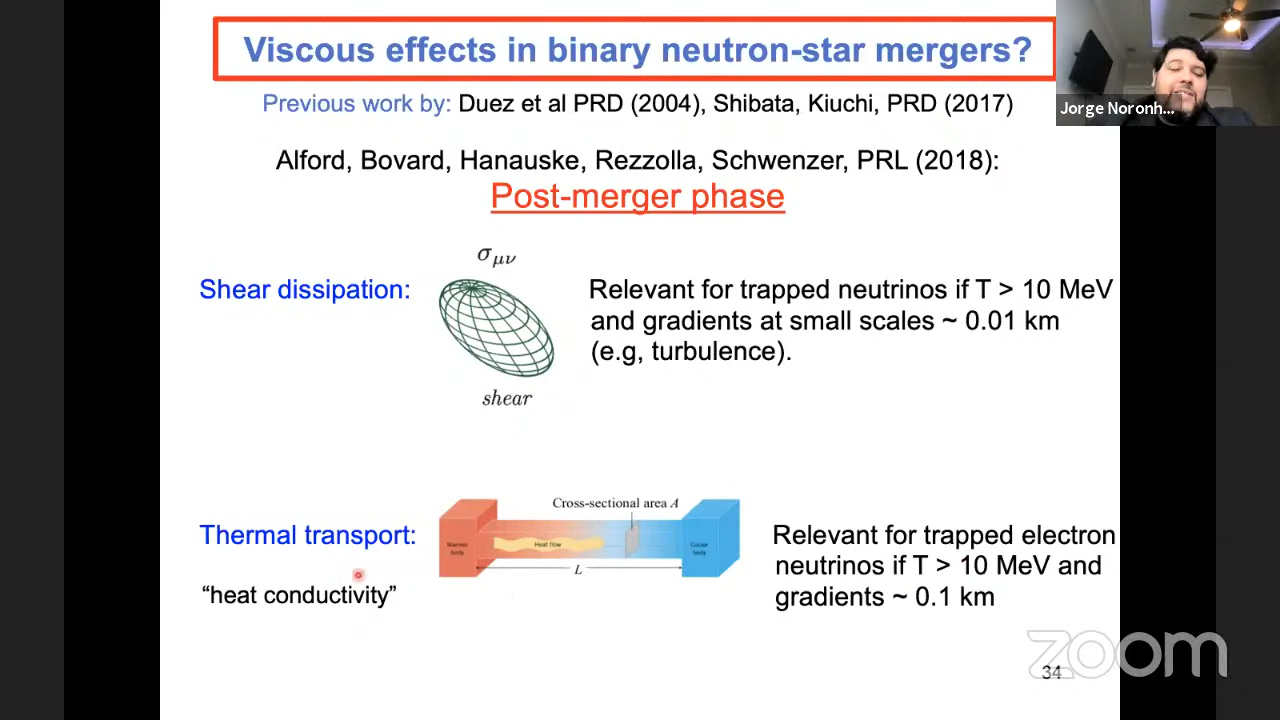 Viscous effects in binary neutron-star mergers?
Jorge Noronh...
Previous work by: Duez et al PRD (2004), Shibata, Kiuchi, PRD (2017)
Alford, Bovard, Hanauske, Rezzolla, Schwenzer, PRL (2018):
Post-merger phase
σμν
Shear dissipation:
Relevant for trapped neutrinos if T > 10 MeV
and gradients at small scales ~ 0.01 km
(e.g, turbulence).
shear
Cross-sectional area A
Thermal transport:
Warmer
body
Heat flow
Cooler
body
L
Relevant for trapped electron
neutrinos if T > 10 MeV and
gradients ~ 0.1 km
“heat conductivity”
zoom
34